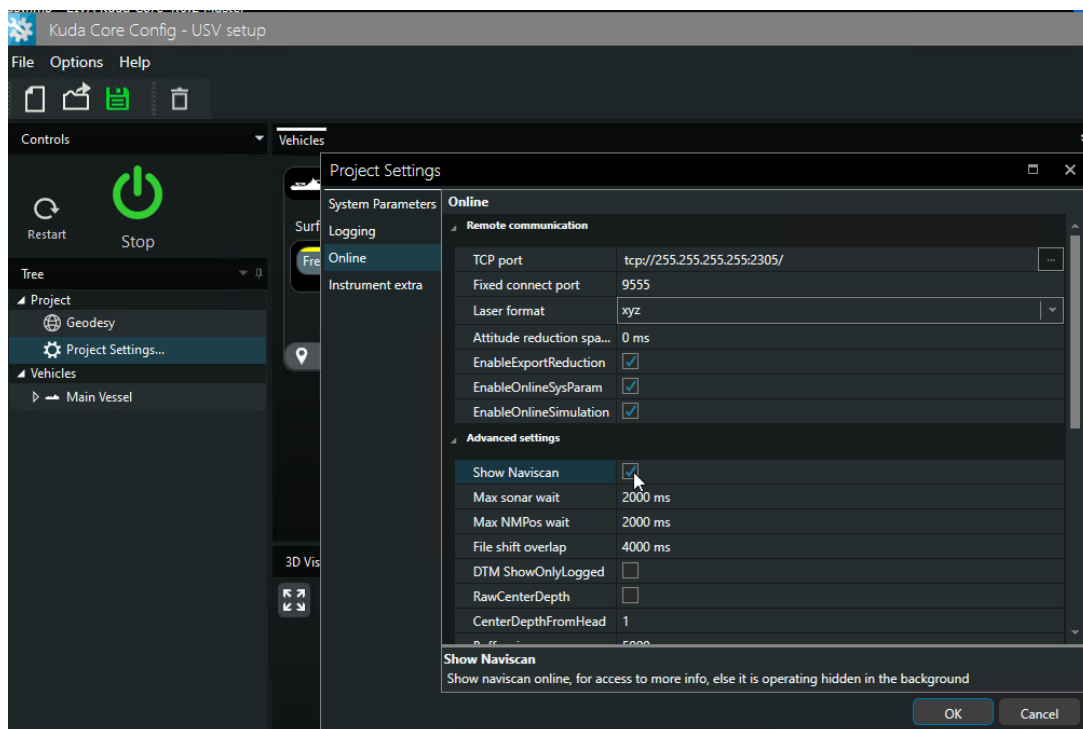 Kuda Core Config - USV setup
File Options Help
Controls
Vehicles
Restart
Stop
Tree
Project
Geodesy
Project Settings...
Vehicles
Main Vessel
Surf
Fre
3D Vis
Project Settings
System Parameters
Logging
Online
Instrument extra
Online
Remote communication
TCP port tcp://255.255.255.255:2305/ ...
Fixed connect port 9555
Laser format xyz
Attitude reduction spa... 0 ms
EnableExportReduction
EnableOnlineSysParam
EnableOnlineSimulation
Advanced settings
Show Naviscan
Max sonar wait 2000 ms
Max NMPos wait 2000 ms
File shift overlap 4000 ms
DTM ShowOnlyLogged
RawCenterDepth
CenterDepthFromHead 1
Show Naviscan
Show naviscan online, for access to more info, else it is operating hidden in the background
OK Cancel